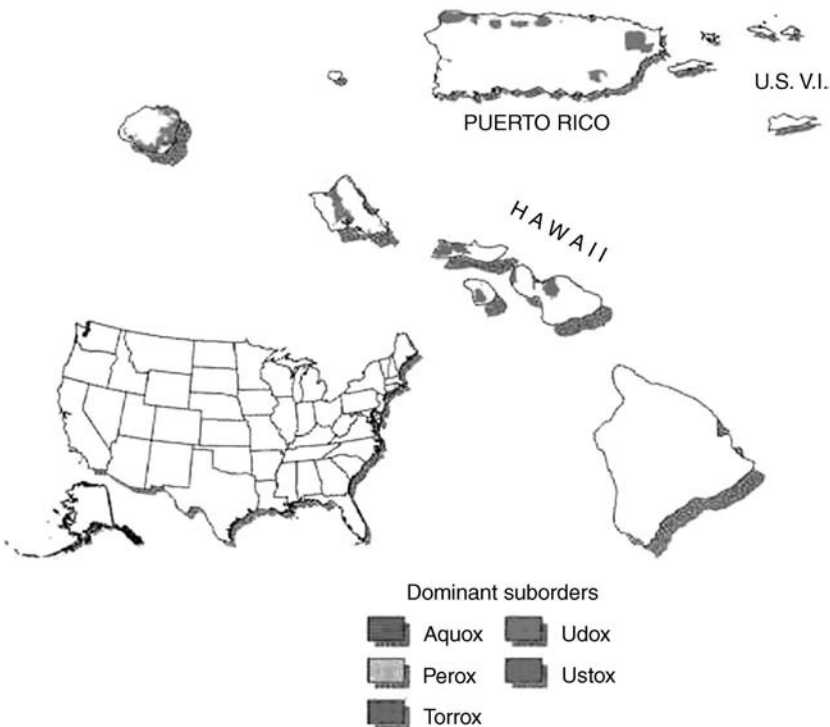 U.S. V.I.
PUERTO RICO
HAWAII
Dominant suborders
Aquox
Udox
Perox
Ustox
Torrox